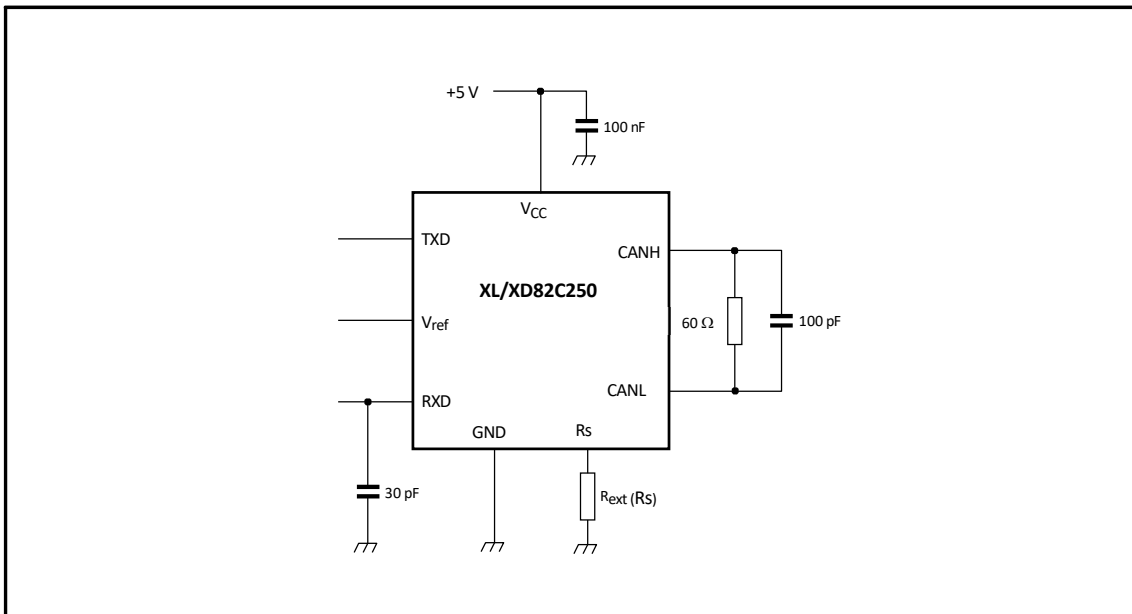 +5 V
100 nF
VCC
TXD
CANH
XL/XD82C250
60 Ω
100 pF
Vref
CANL
RXD
GND
Rs
30 pF
Rext (Rs)